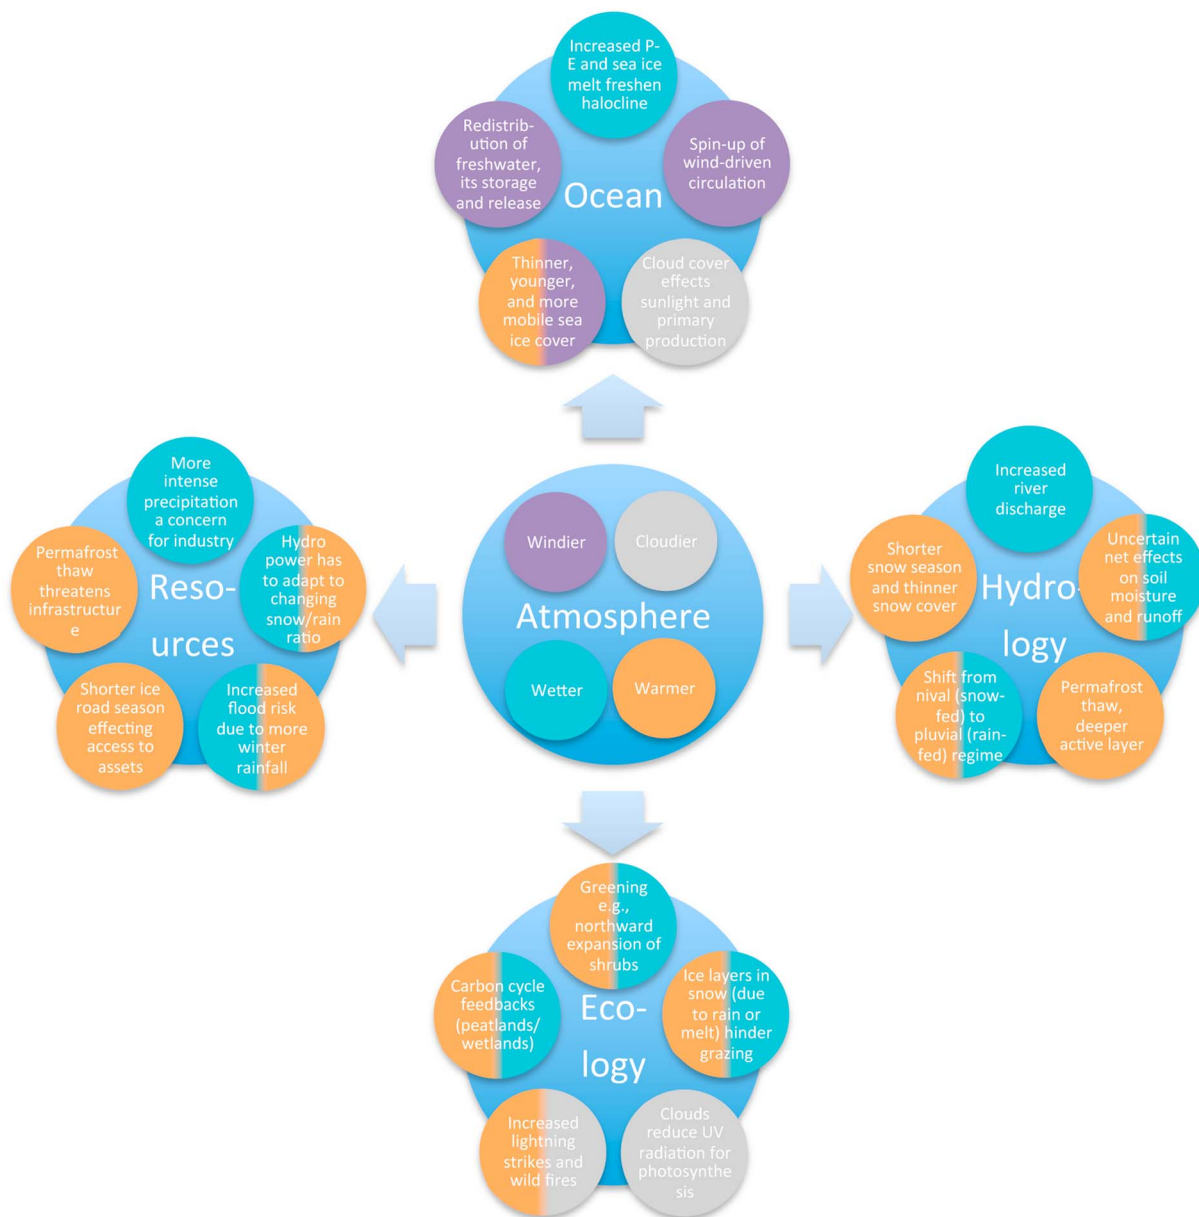 Increased P-
E and sea ice
melt freshen
halocline
Redistrib-
ution of
freshwater,
its storage
and release
Spin-up of
wind-driven
circulation
Ocean
Thinner,
younger,
and more
mobile sea
ice cover
Cloud cover
effects
sunlight and
primary
production
More
intense
precipitation
a concern
for industry
Permafrost
thaw
threatens
infrastructur
e
Hydro
power has
to adapt to
changing
snow/rain
ratio
Reso-
urces
Shorter ice
road season
effecting
access to
assets
Increased
flood risk
due to more
winter
rainfall
Windier
Cloudier
Atmosphere
Wetter
Warmer
Increased
river
discharge
Shorter
snow season
and thinner
snow cover
Uncertain
net effects
on soil
moisture
and runoff
Hydro-
logy
Shift from
nival (snow-
fed) to
pluvial (rain-
fed) regime
Permafrost
thaw,
deeper
active layer
Greening
e.g.,
northward
expansion of
shrubs
Carbon cycle
feedbacks
(peatlands/
wetlands)
Ice layers in
snow (due
to rain or
melt) hinder
grazing
Eco-
logy
Increased
lightning
strikes and
wild fires
Clouds
reduce UV
radiation for
photosynthe
sis